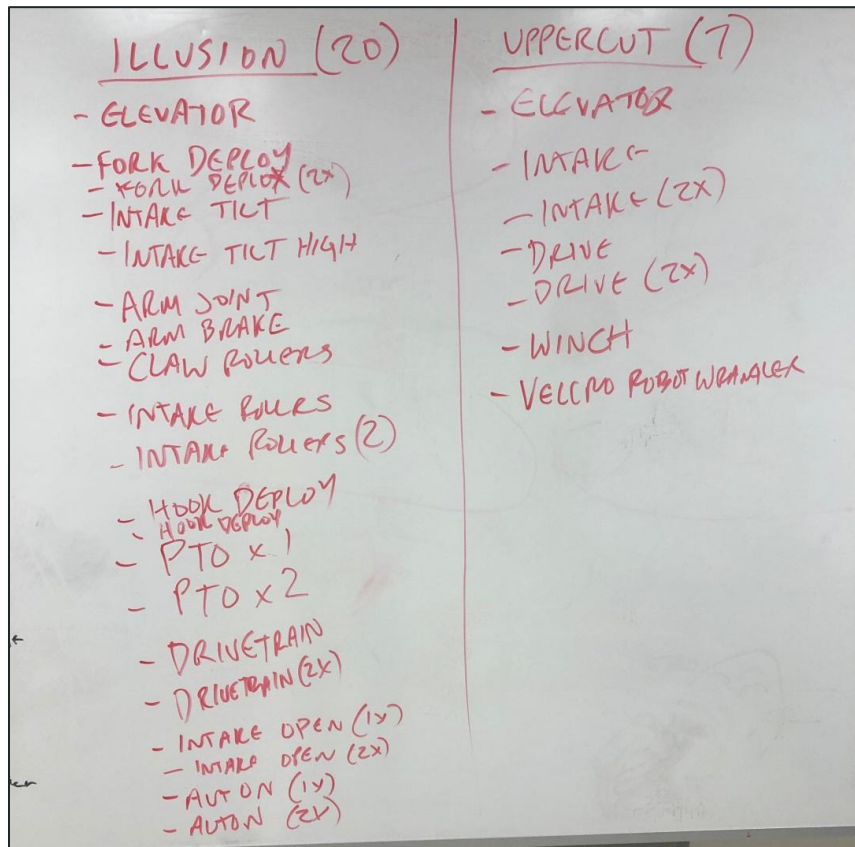 ILLUSION (20)
- ELEVATOR
- FORK DEPLOY
- FORK DEPLOY (2X)
- INTAKE TILT
- INTAKE TILT HIGH
- ARM JOINT
- ARM BRAKE
- CLAW ROLLERS
- INTAKE ROLLERS
- INTAKE ROLLERS (2)
- HOOK DEPLOY
- HOOK DEPLOY
- PTO x 1
- PTO x 2
- DRIVETRAIN
- DRIVETRAIN (2X)
- INTAKE OPEN (1X)
- INTAKE OPEN (2X)
- AUTON (1X)
- AUTON (2X)
UPPERCUT (7)
- ELEVATOR
- INTAKE
- INTAKE (2X)
- DRIVE
- DRIVE (2X)
- WINCH
- VELCRO ROBOT WRANGLER